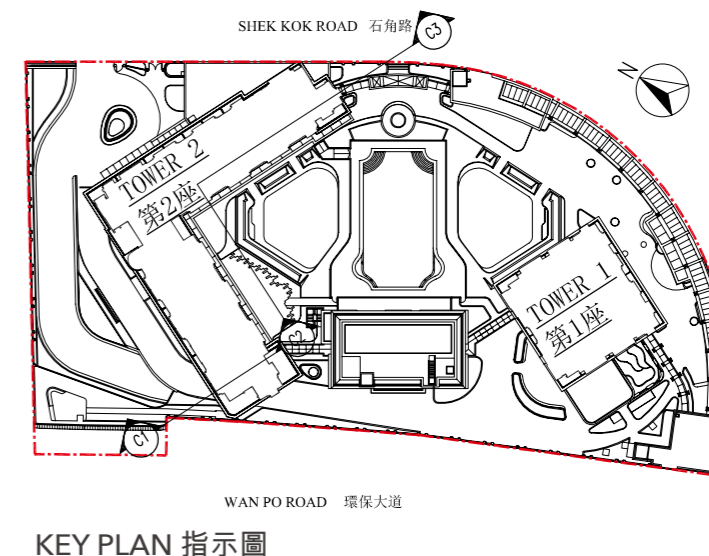 SHEK KOK ROAD 石角路
C3
N
TOWER 2
第2座
TOWER 1
第1座
C2
C1
WAN PO ROAD 環保大道
KEY PLAN 指示圖